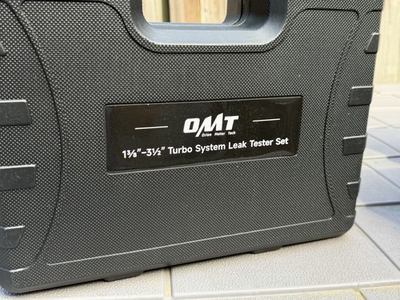 OMT
Orion Motor Tech
1⅜"-3½" Turbo System Leak Tester Set